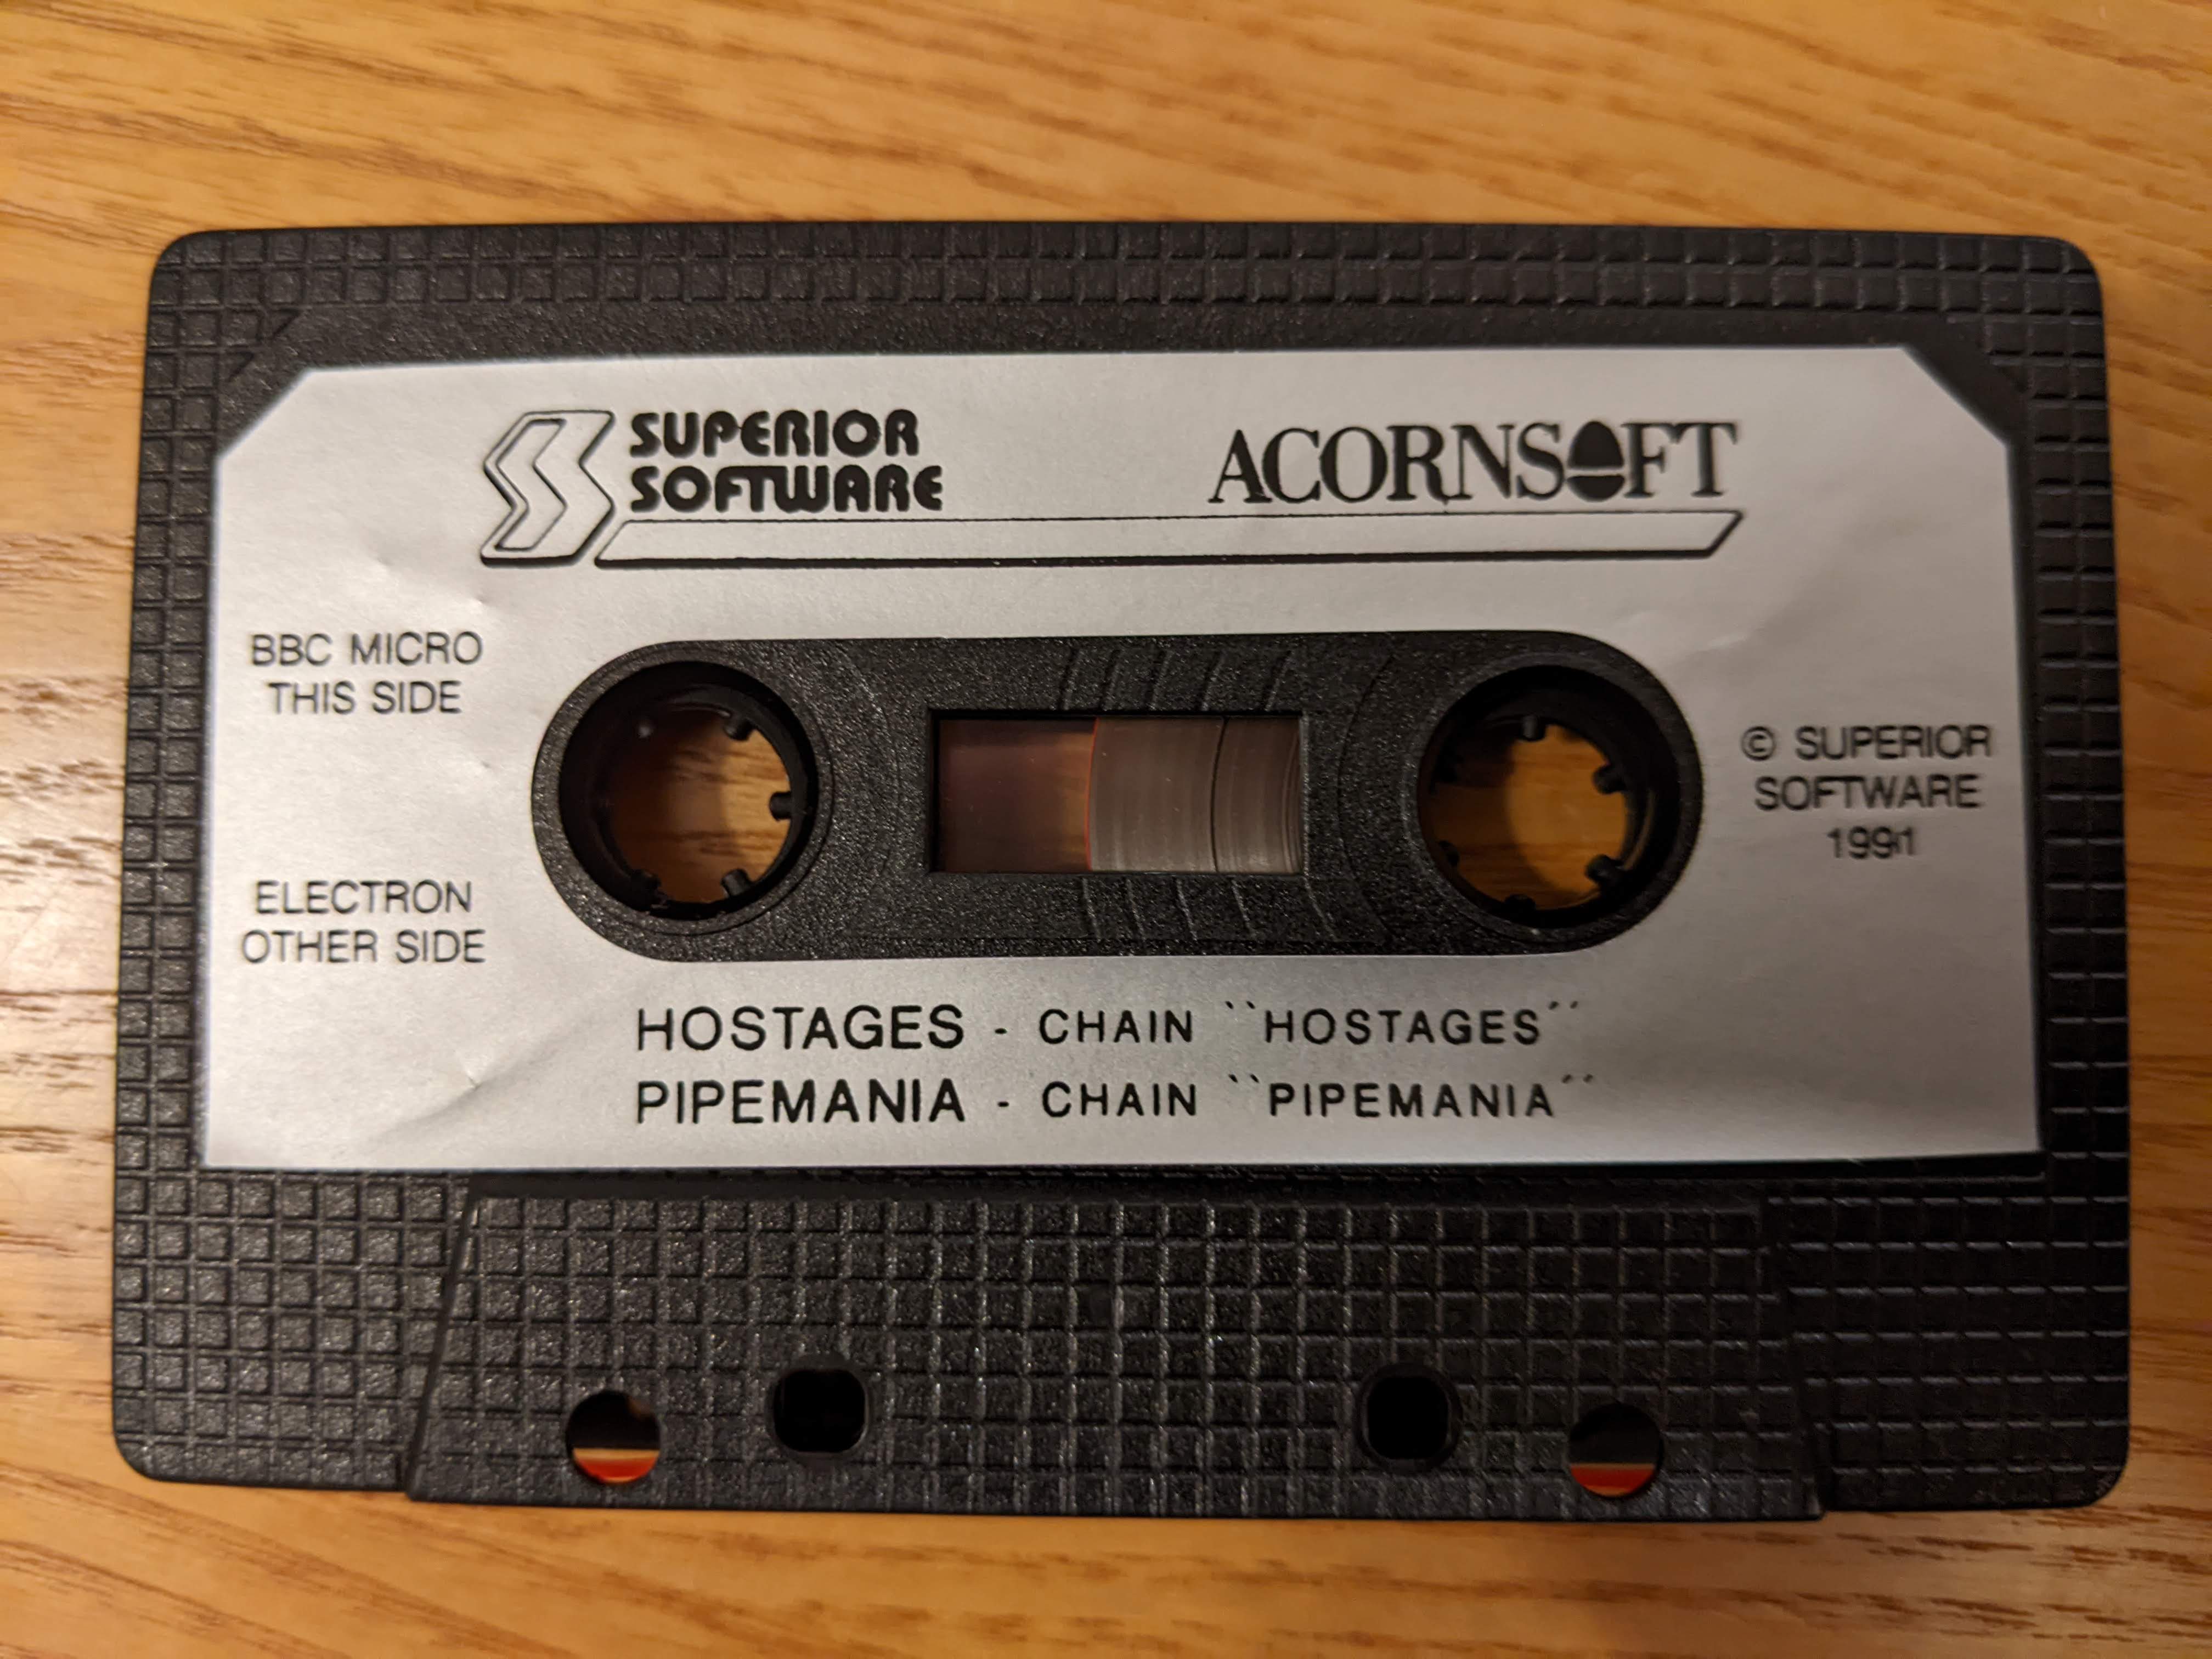 SUPERIOR
SOFTWARE
ACORNSOFT
BBC MICRO
THIS SIDE
ELECTRON
OTHER SIDE
© SUPERIOR
SOFTWARE
1991
HOSTAGES - CHAIN ``HOSTAGES´´
PIPEMANIA - CHAIN ``PIPEMANIA´´